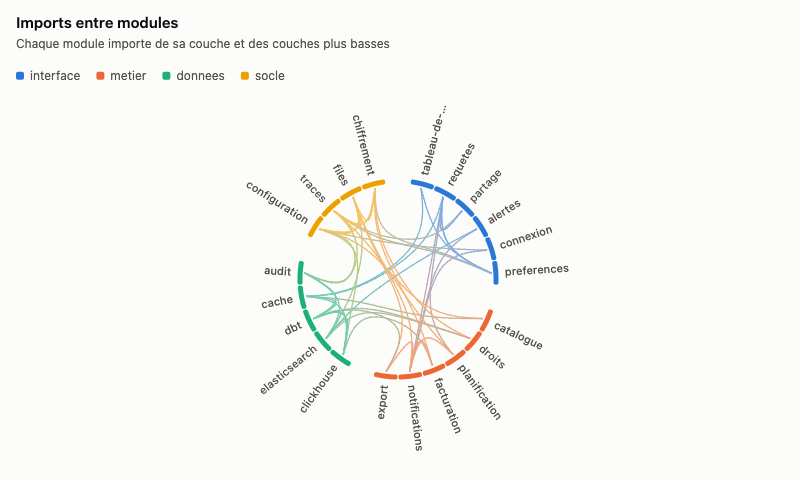 Imports entre modules
Chaque module importe de sa couche et des couches plus basses
interface
metier
donnees
socle
tableau-de-…
requetes
partage
alertes
connexion
preferences
catalogue
droits
planification
facturation
notifications
export
clickhouse
elasticsearch
dbt
cache
audit
configuration
traces
files
chiffrement